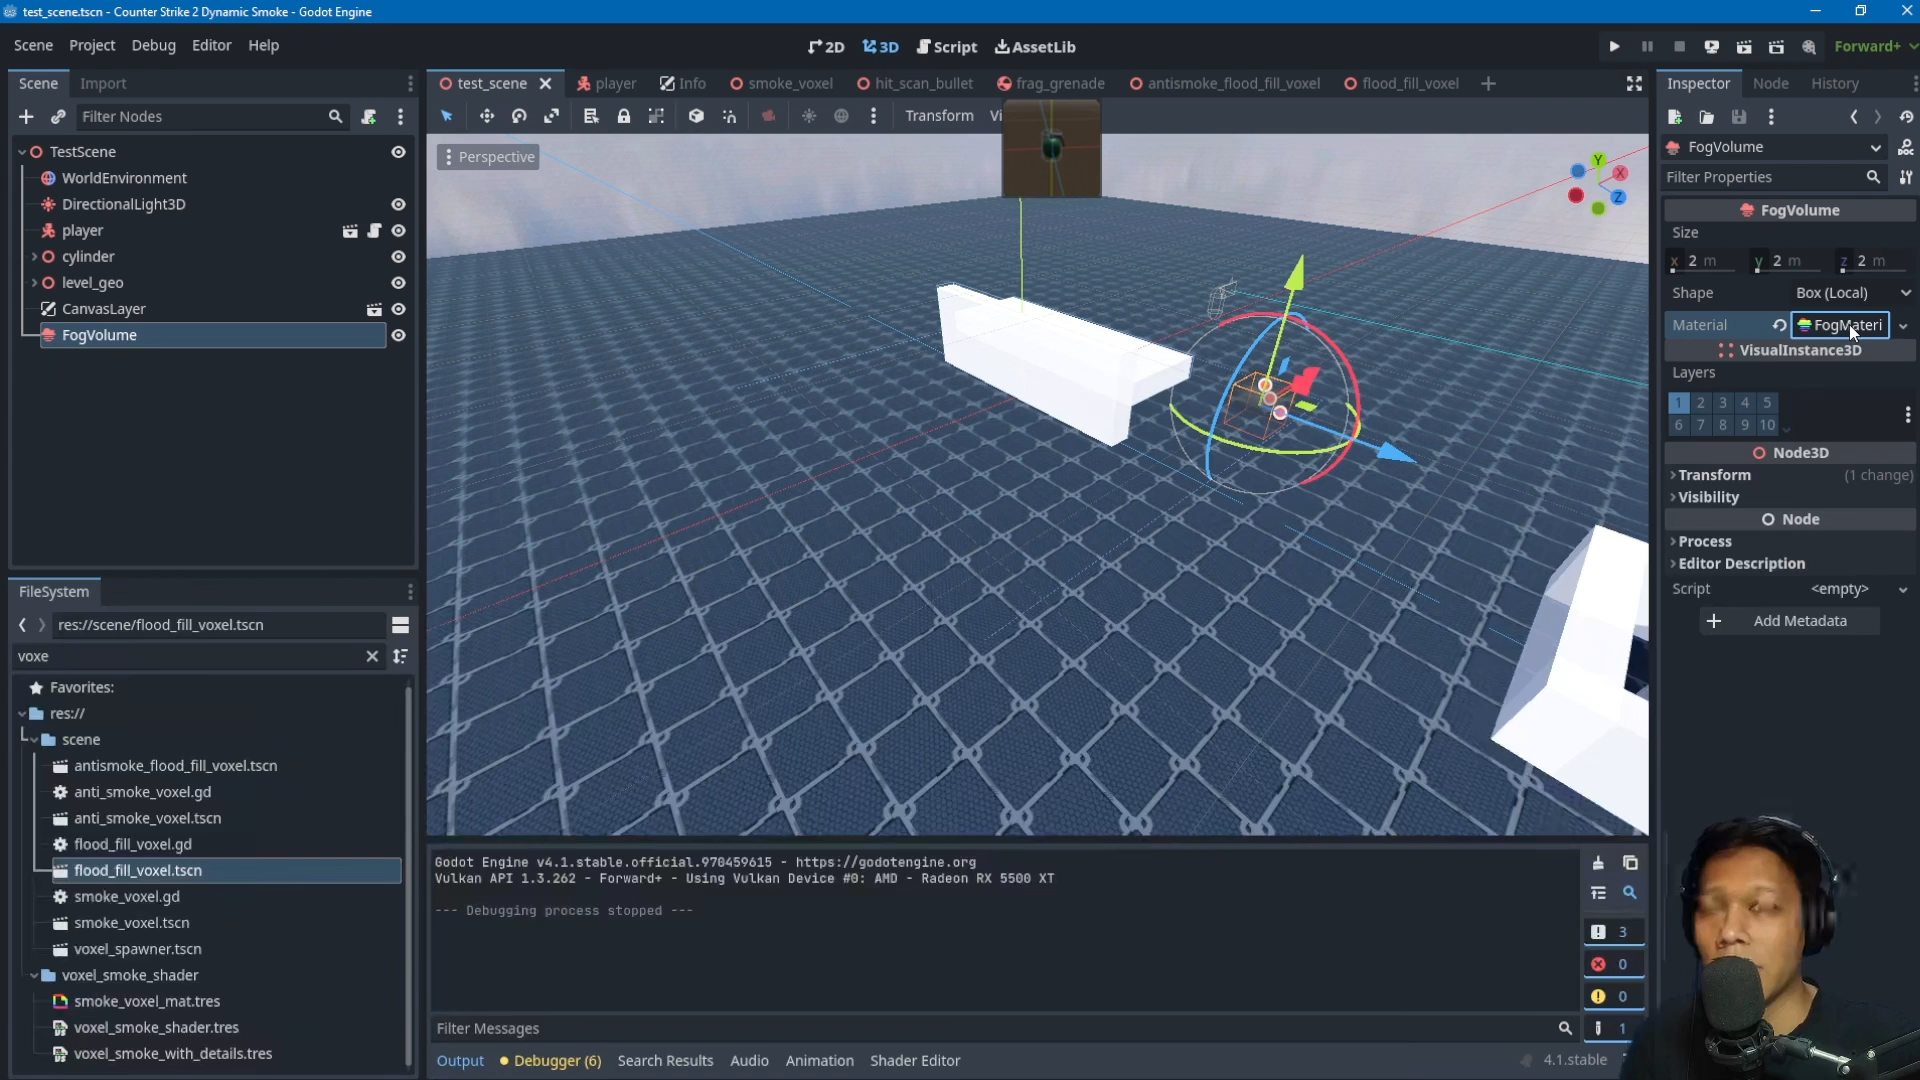 test_scene.tscn - Counter Strike 2 Dynamic Smoke - Godot Engine
Scene Project Debug Editor Help
2D 3D Script AssetLib
Forward+
Scene Import
Filter Nodes
TestScene
WorldEnvironment
DirectionalLight3D
player
cylinder
level_geo
CanvasLayer
FogVolume
FileSystem
res://scene/flood_fill_voxel.tscn
voxe
Favorites:
res://
scene
antismoke_flood_fill_voxel.tscn
anti_smoke_voxel.gd
anti_smoke_voxel.tscn
flood_fill_voxel.gd
flood_fill_voxel.tscn
smoke_voxel.gd
smoke_voxel.tscn
voxel_spawner.tscn
voxel_smoke_shader
smoke_voxel_mat.tres
voxel_smoke_shader.tres
voxel_smoke_with_details.tres
test_scene player Info smoke_voxel hit_scan_bullet frag_grenade antismoke_flood_fill_voxel flood_fill_voxel
Transform Vi
Perspective
Y
X
Z
Godot Engine v4.1.stable.official.970459615 - https://godotengine.org
Vulkan API 1.3.262 - Forward+ - Using Vulkan Device #0: AMD - Radeon RX 5500 XT
--- Debugging process stopped ---
3
0
0
1
Filter Messages
Output Debugger (6) Search Results Audio Animation Shader Editor
4.1.stable
Inspector Node History
FogVolume
Filter Properties
FogVolume
Size
x 2 m y 2 m z 2 m
Shape Box (Local)
Material FogMateri
VisualInstance3D
Layers
1 2 3 4 5
6 7 8 9 10
Node3D
Transform (1 change)
Visibility
Node
Process
Editor Description
Script <empty>
Add Metadata